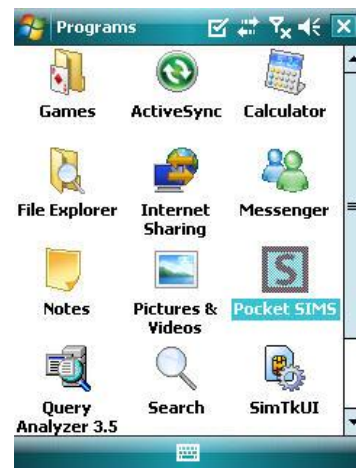 Programs
Games ActiveSync Calculator
File Explorer Internet Sharing Messenger
Notes Pictures & Videos Pocket SIMS
S
Query Analyzer 3.5 Search SimTkUI